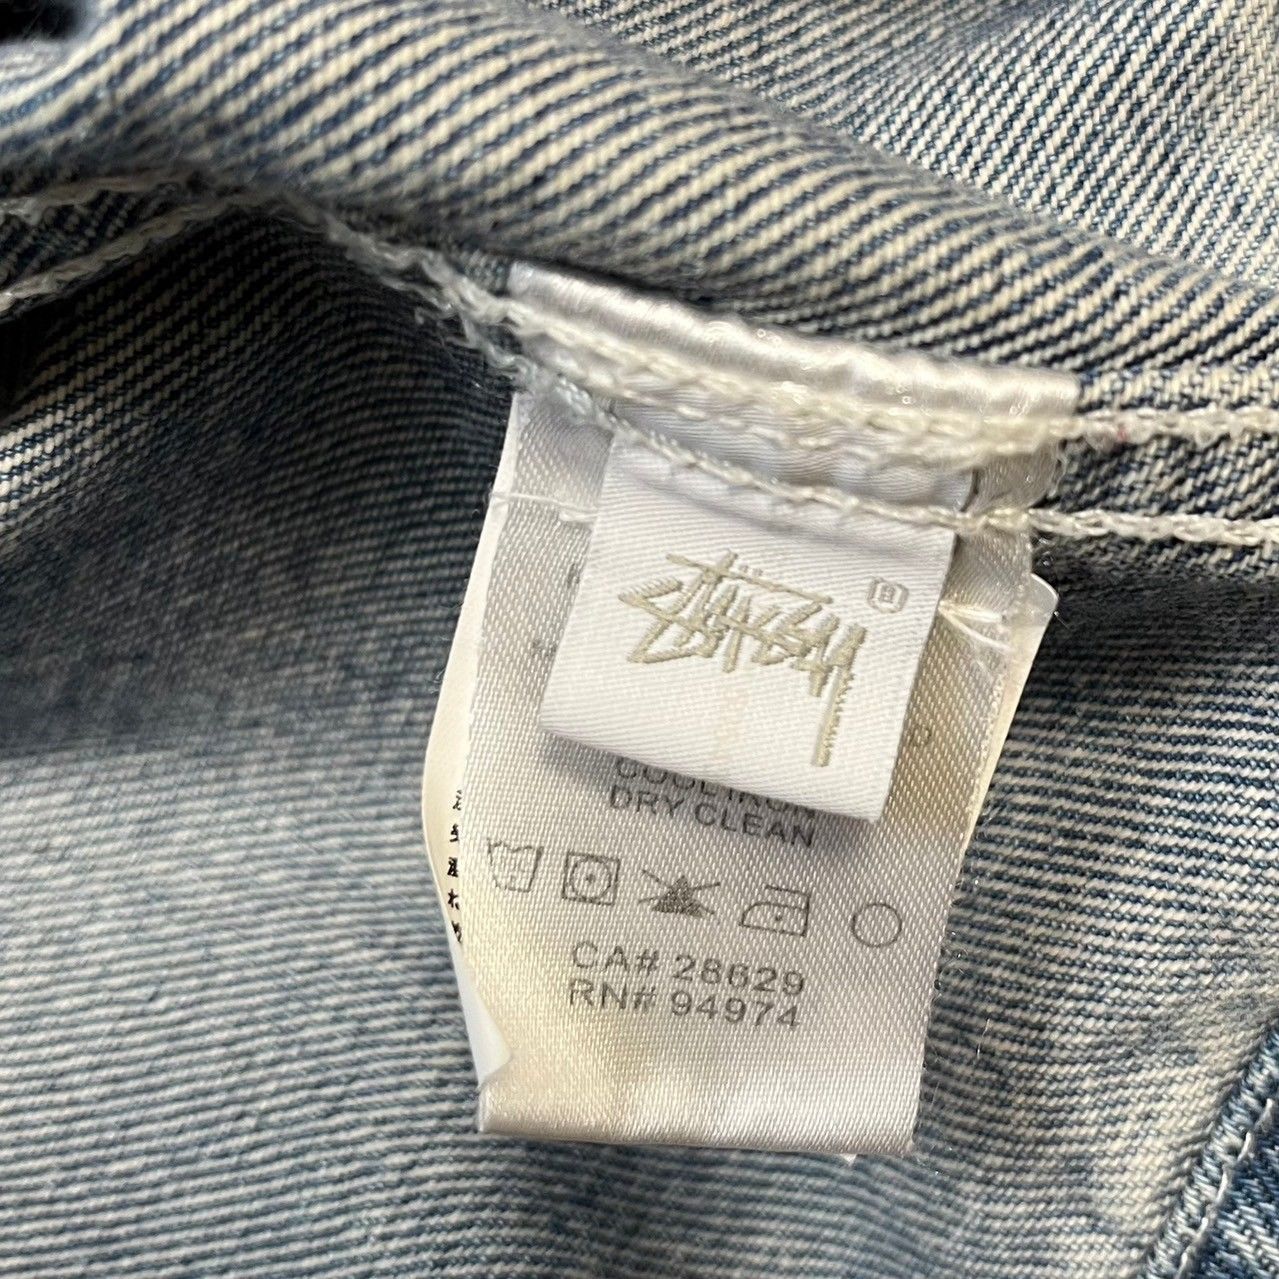 Stüssy ®
COOL IRON
DRY CLEAN
CA# 28629
RN# 94974